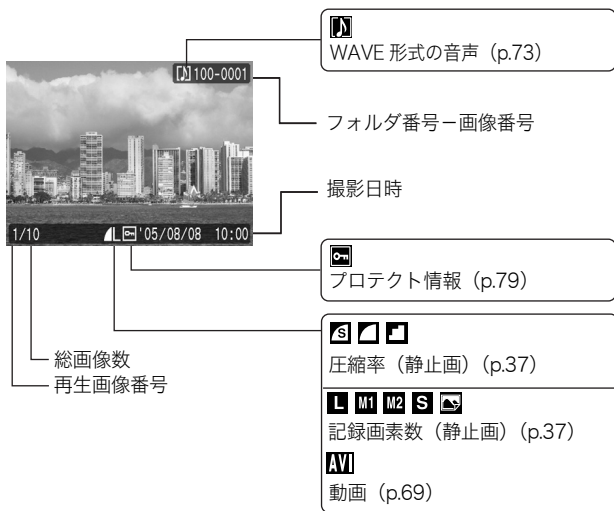 WAVE 形式の音声（p.73）
100-0001
フォルダ番号－画像番号
撮影日時
1/10 L '05/08/08 10:00
プロテクト情報（p.79）
S
圧縮率（静止画）（p.37）
総画像数
再生画像番号
L M1 M2 S
記録画素数（静止画）（p.37）
AVI
動画（p.69）